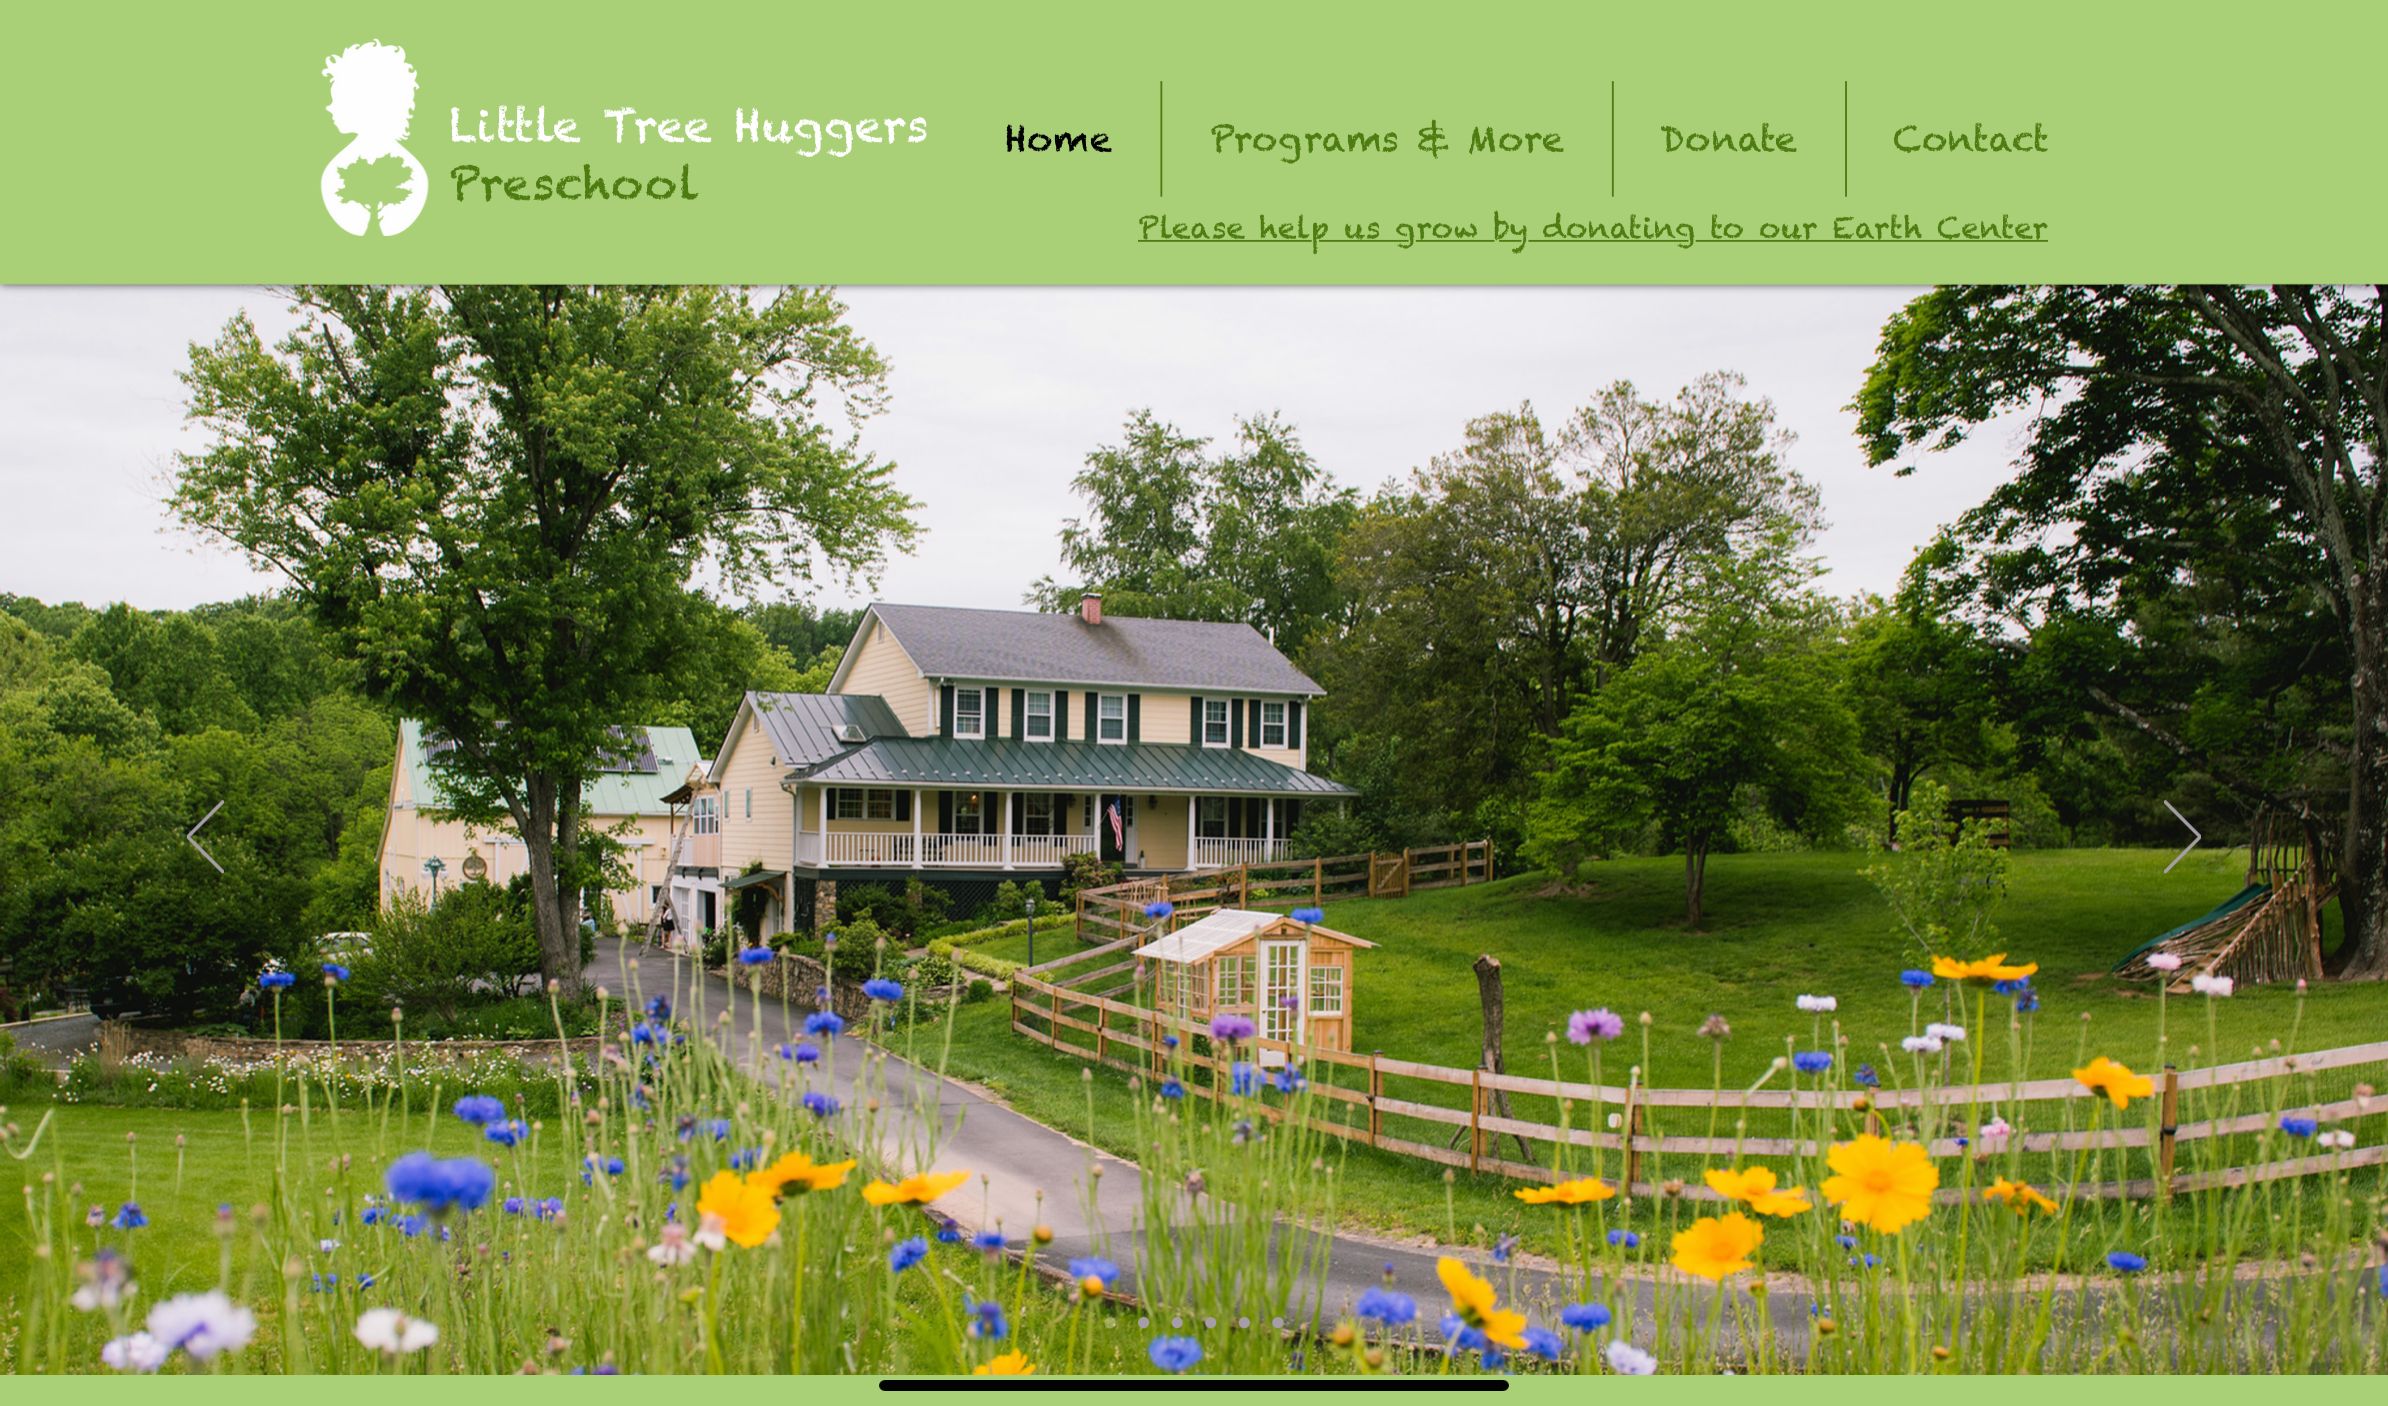 Little Tree Huggers
Preschool
Home
Programs & More
Donate
Contact
Please help us grow by donating to our Earth Center